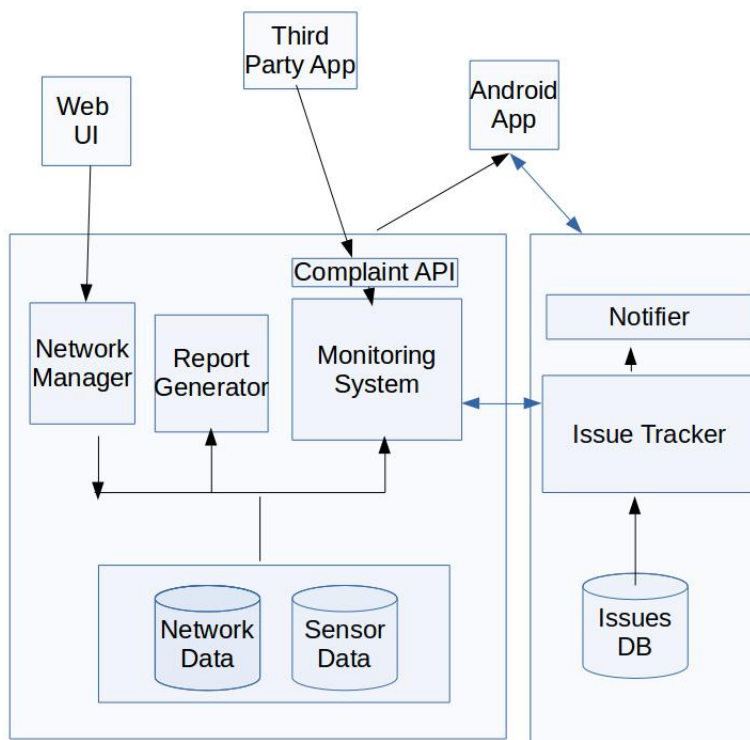 Third
Party App
Web
UI
Android
App
Complaint API
Network
Manager
Report
Generator
Monitoring
System
Notifier
Issue Tracker
Network
Data
Sensor
Data
Issues
DB